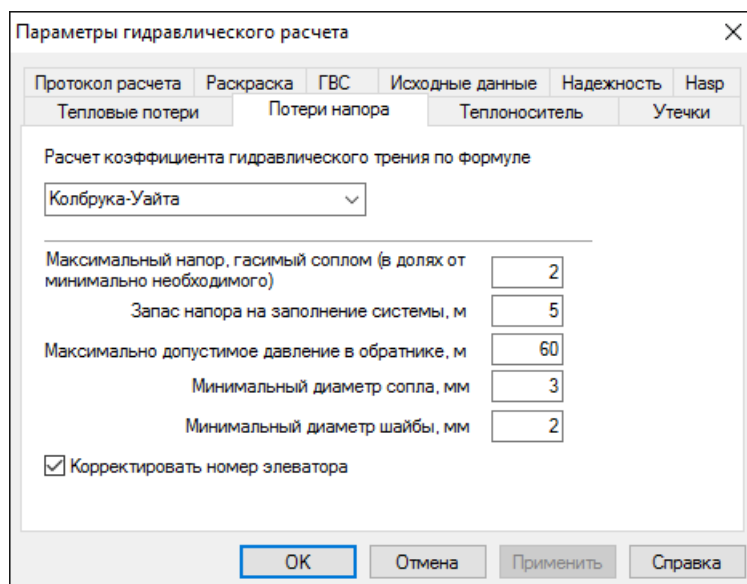 Параметры гидравлического расчета
Протокол расчета Раскраска ГВС Исходные данные Надежность Hasp
Тепловые потери Потери напора Теплоноситель Утечки
Расчет коэффициента гидравлического трения по формуле
Колбрука-Уайта
Максимальный напор, гасимый соплом (в долях от
минимально необходимого) 2
Запас напора на заполнение системы, м 5
Максимально допустимое давление в обратнике, м 60
Минимальный диаметр сопла, мм 3
Минимальный диаметр шайбы, мм 2
Корректировать номер элеватора
ОК Отмена Применить Справка